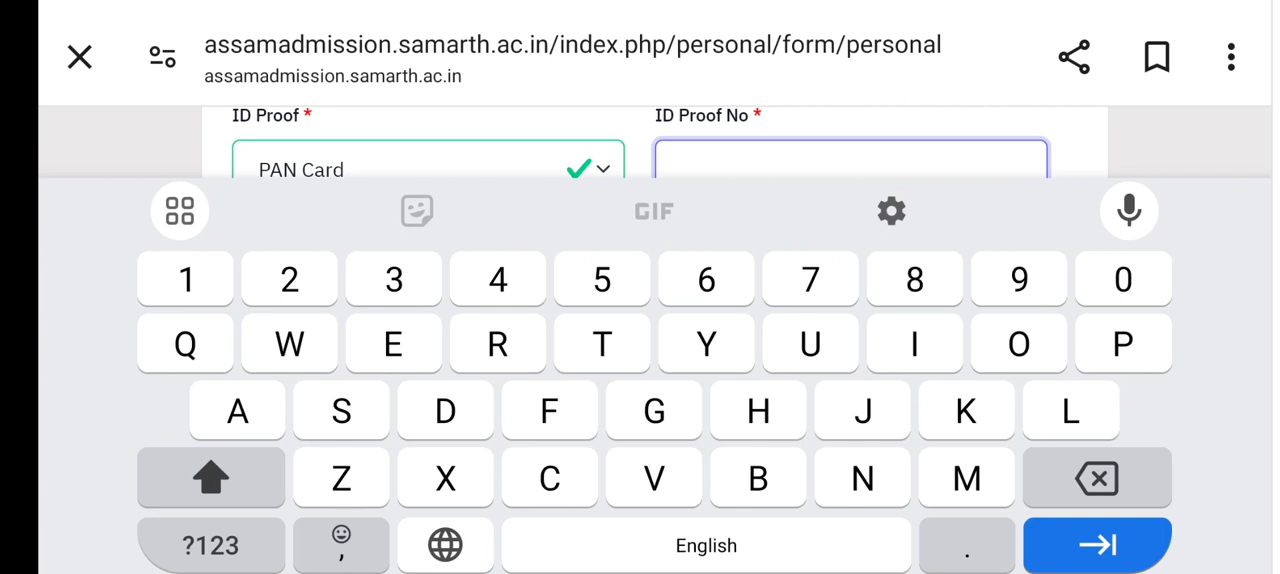 assamadmission.samarth.ac.in/index.php/personal/form/personal
assamadmission.samarth.ac.in
ID Proof * ID Proof No *
PAN Card
GIF
1 2 3 4 5 6 7 8 9 0
Q W E R T Y U I O P
A S D F G H J K L
Z X C V B N M
?123 , English .